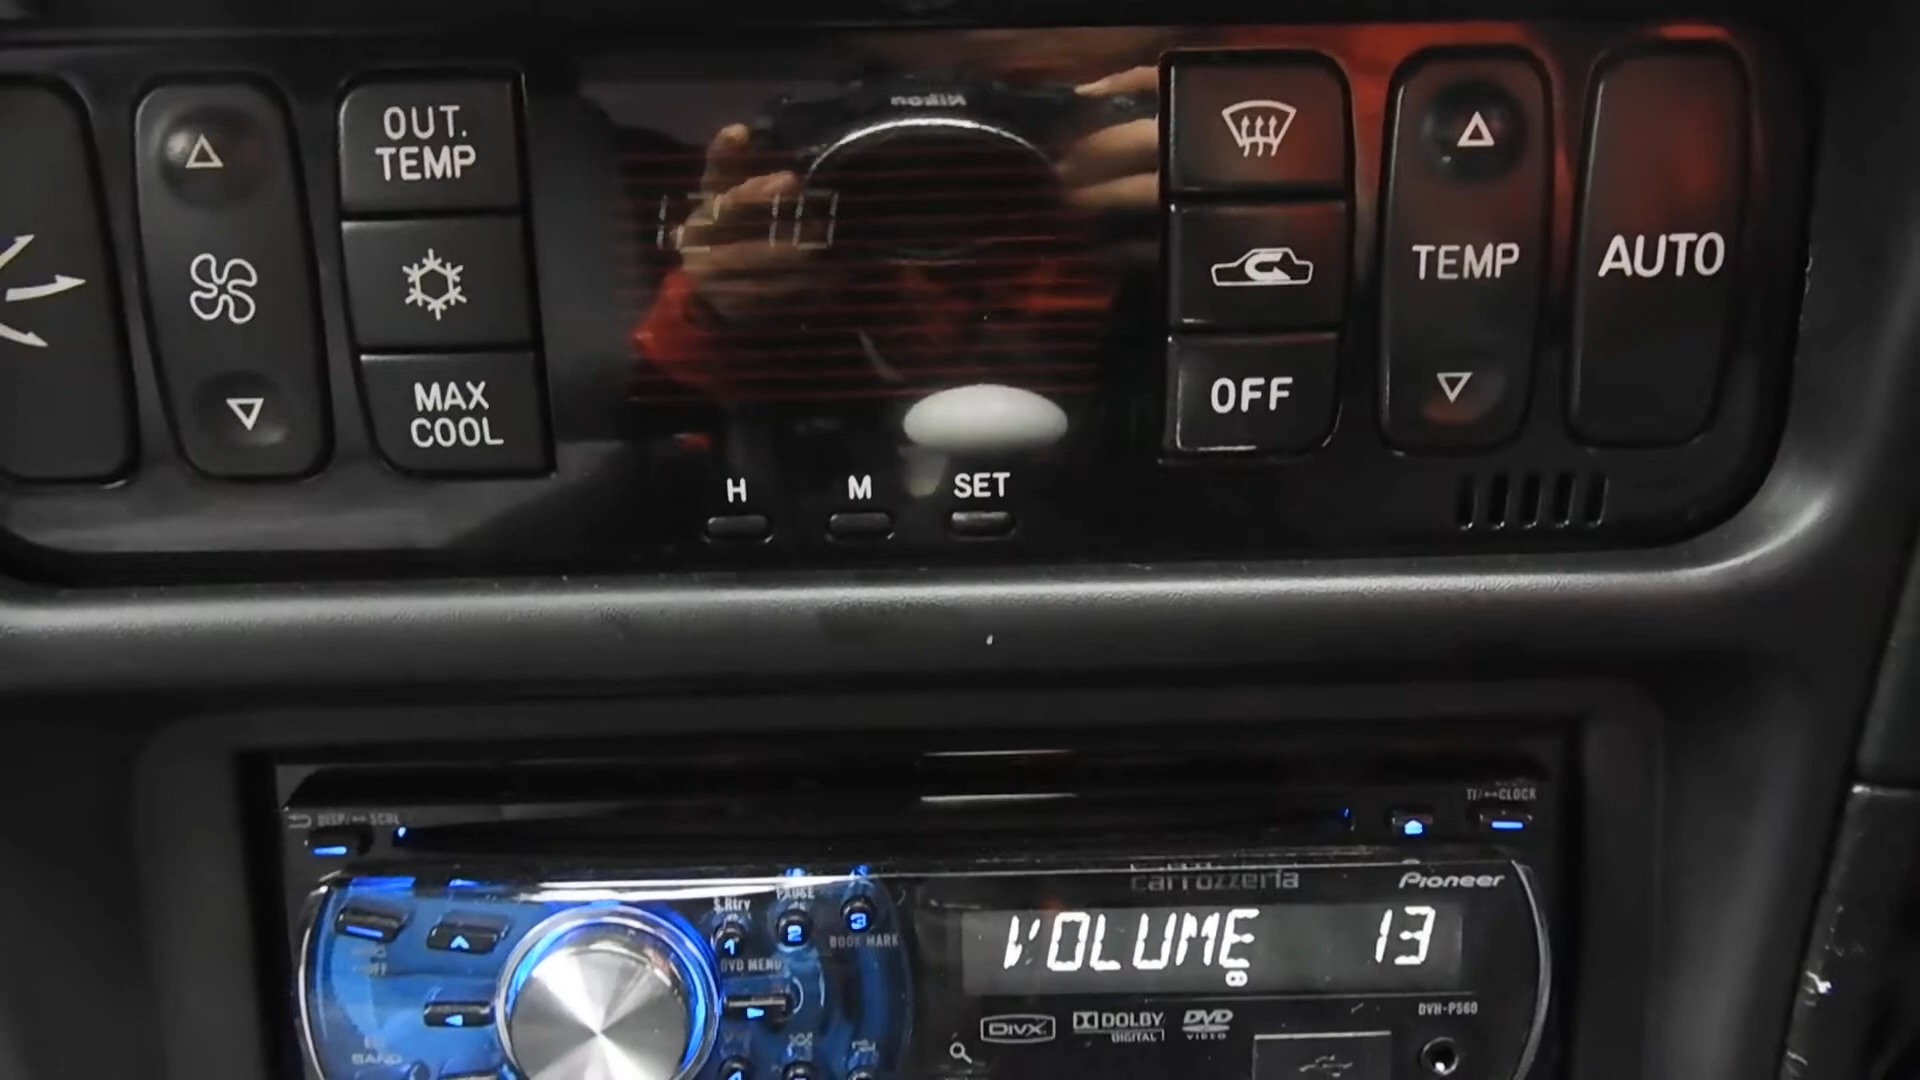 OUT.
TEMP
Nikon
TEMP
AUTO
MAX
COOL
OFF
H
M
SET
DISP/↔ SCRL
TI/↔CLOCK
carrozzeria
Pioneer
S.Rtrv
PAUSE
1
2
3
BOOK MARK
OFF
DVD MENU
VOLUME 13
DivX
DOLBY
DIGITAL
DVD
VIDEO
DVH-P560
BAND